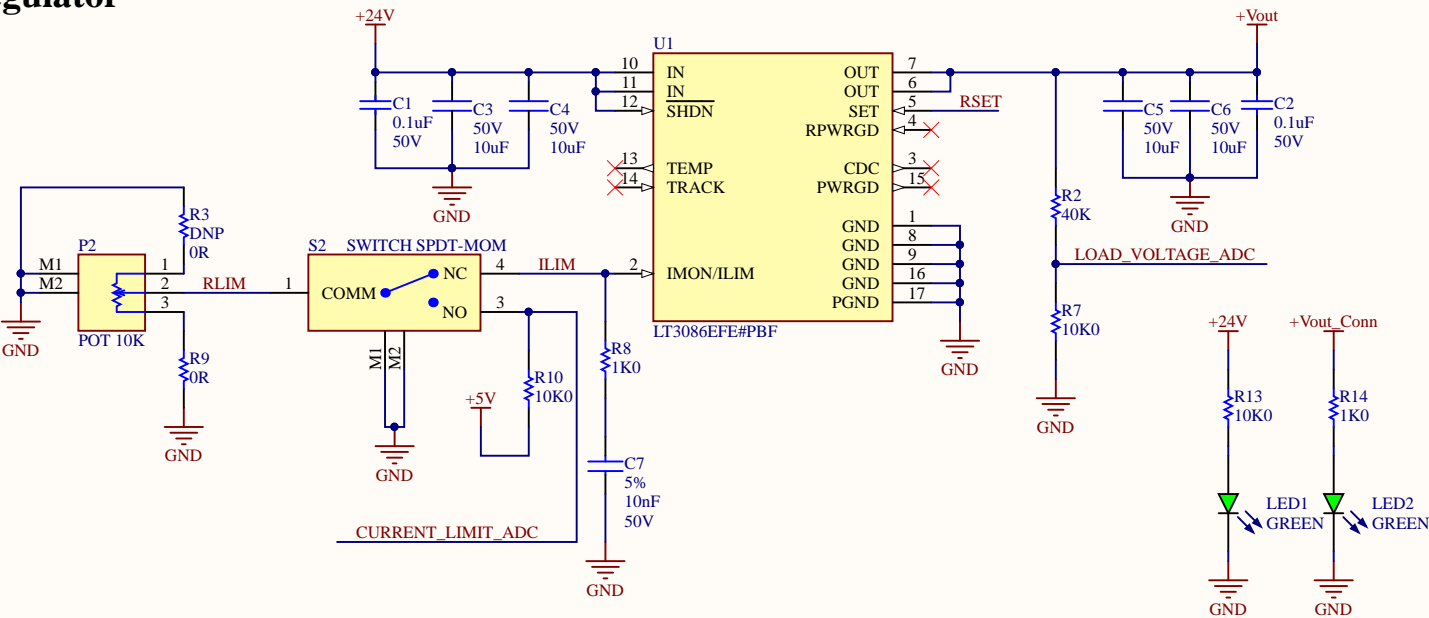 egulator
+24V
+Vout
U1
10 IN OUT 7
11 IN OUT 6
12 SHDN SET 5 RSET
RPWRGD 4
13 TEMP CDC 3
14 TRACK PWRGD 15
GND 1
GND 8
GND 9
GND 16
PGND 17
2 IMON/ILIM
LT3086EFE#PBF
C1
0.1uF
50V
C3
50V
10uF
C4
50V
10uF
GND
C5
50V
10uF
C6
50V
10uF
C2
0.1uF
50V
GND
R2
40K
LOAD_VOLTAGE_ADC
R7
10K0
GND
GND
R3
DNP
0R
P2
M1
M2
1
2
3
POT 10K
GND
RLIM
R9
0R
GND
S2 SWITCH SPDT-MOM
1 COMM
NC 4
NO 3
M1
M2
GND
ILIM
R8
1K0
R10
10K0
+5V
C7
5%
10nF
50V
GND
CURRENT_LIMIT_ADC
+24V
R13
10K0
LED1
GREEN
GND
+Vout_Conn
R14
1K0
LED2
GREEN
GND